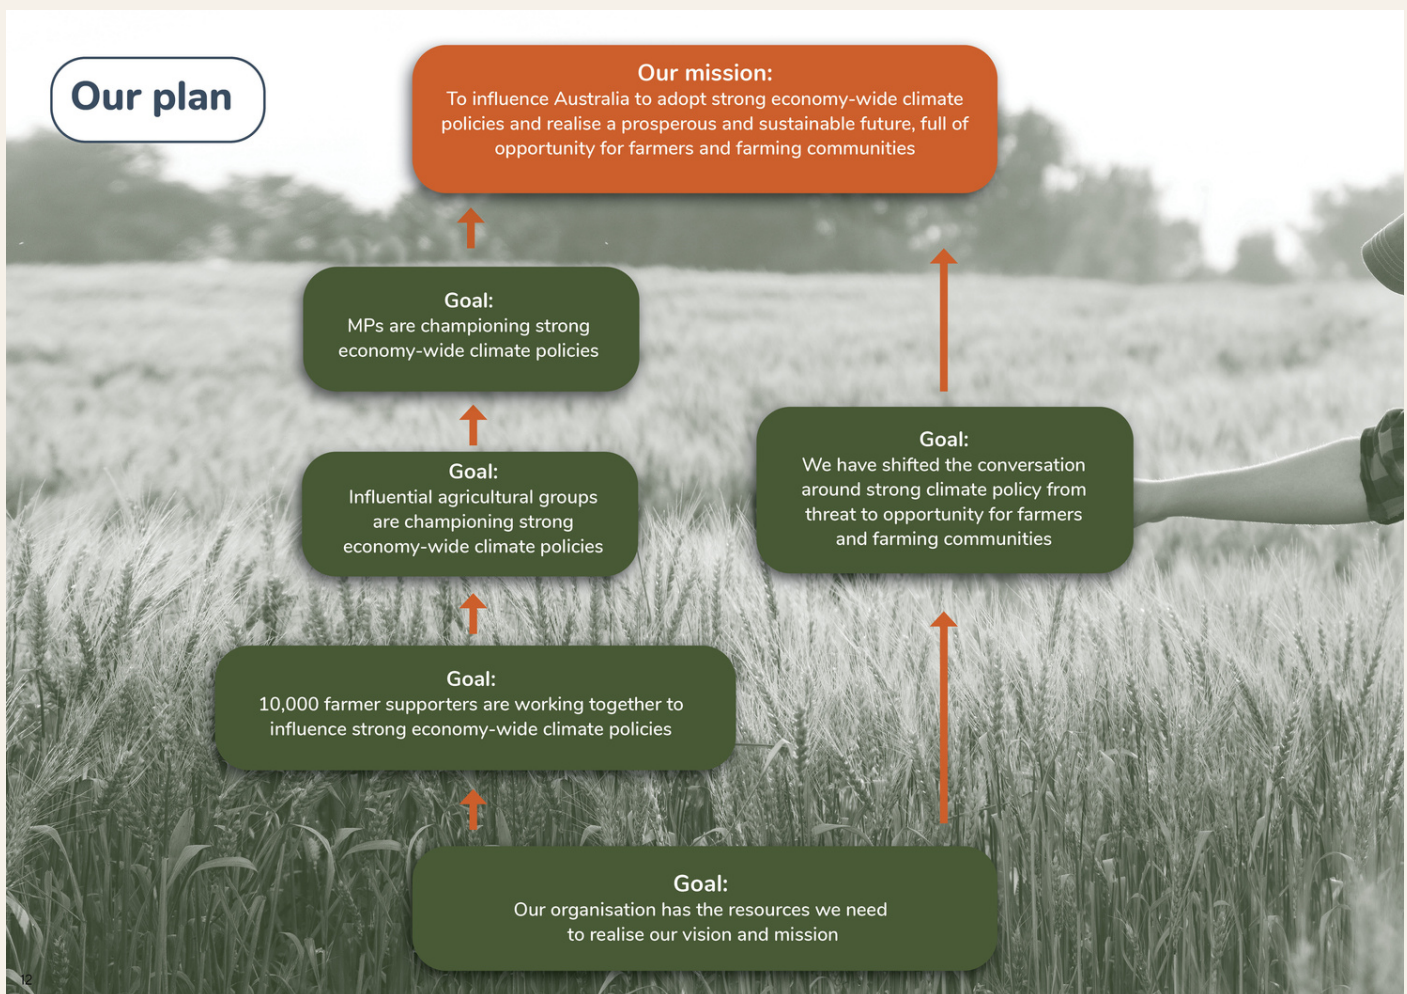 Our plan
Our mission:
To influence Australia to adopt strong economy-wide climate
policies and realise a prosperous and sustainable future, full of
opportunity for farmers and farming communities
Goal:
MPs are championing strong
economy-wide climate policies
Goal:
Influential agricultural groups
are championing strong
economy-wide climate policies
Goal:
We have shifted the conversation
around strong climate policy from
threat to opportunity for farmers
and farming communities
Goal:
10,000 farmer supporters are working together to
influence strong economy-wide climate policies
Goal:
Our organisation has the resources we need
to realise our vision and mission
12